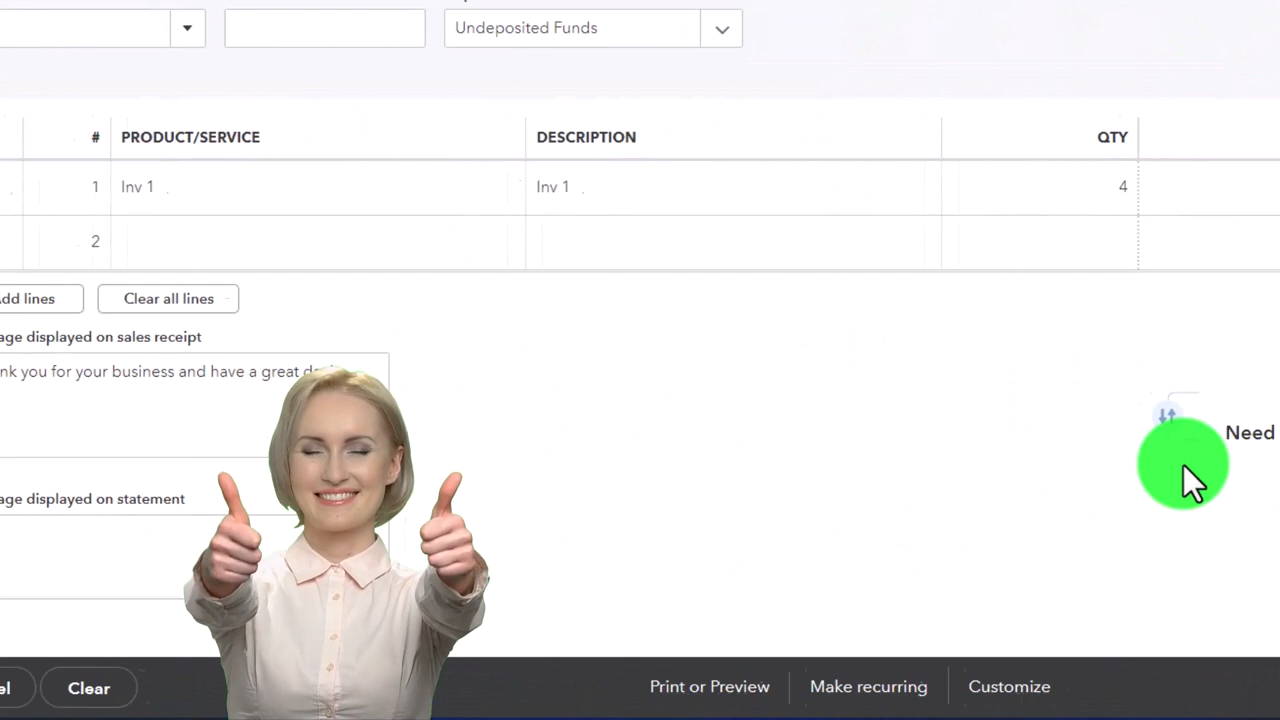 Undeposited Funds
# PRODUCT/SERVICE DESCRIPTION QTY
1 Inv 1 Inv 1 4
2
dd lines Clear all lines
age displayed on sales receipt
nk you for your business and have a great
Need
age displayed on statement
el Clear Print or Preview Make recurring Customize